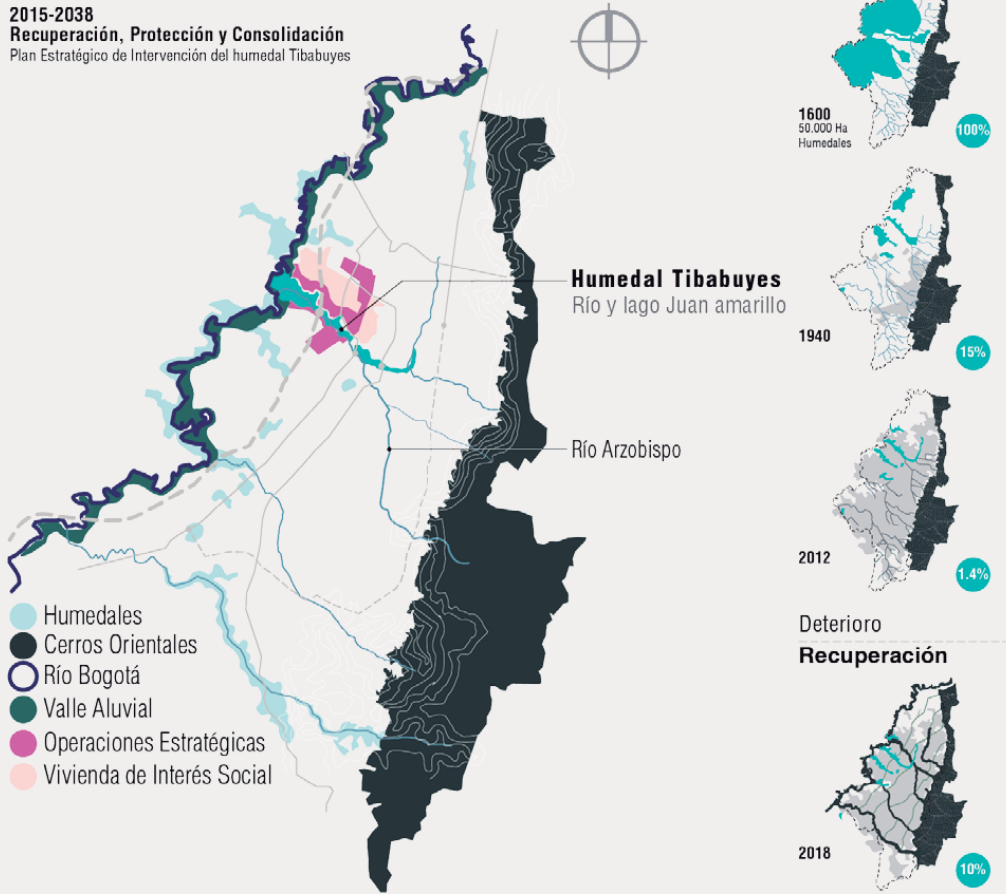 2015-2038
Recuperación, Protección y Consolidación
Plan Estratégico de Intervención del humedal Tibabuyes
Humedal Tibabuyes
Río y lago Juan amarillo
Río Arzobispo
Humedales
Cerros Orientales
Río Bogotá
Valle Aluvial
Operaciones Estratégicas
Vivienda de Interés Social
1600
50.000 Ha
Humedales
100%
1940
15%
2012
1.4%
Deterioro
Recuperación
2018
10%